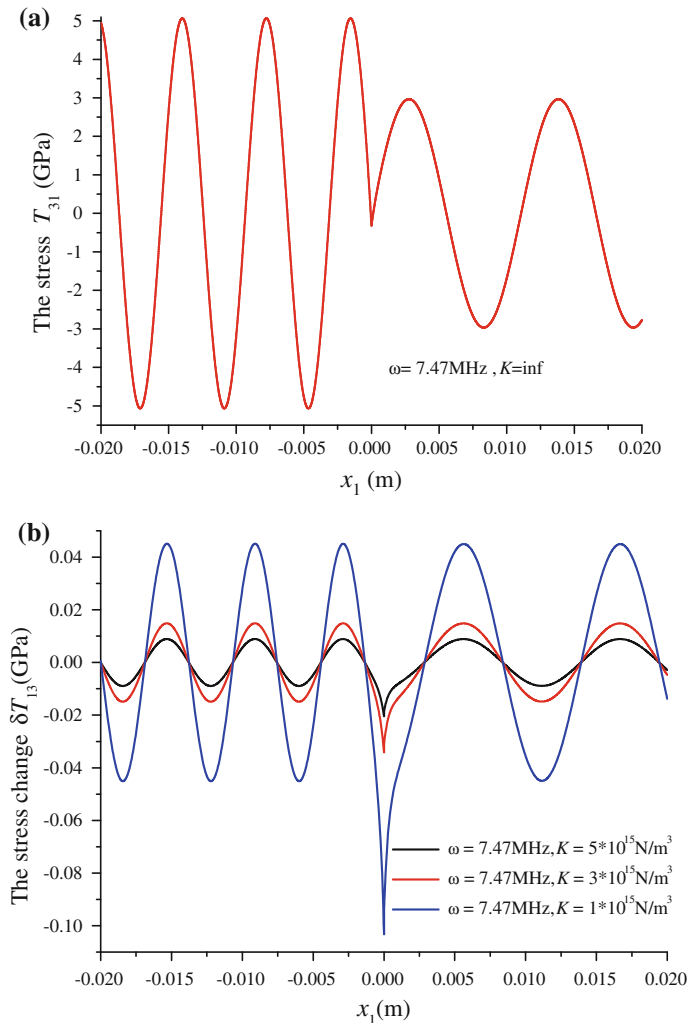 (a)
5
4
3
2
1
0
-1
-2
-3
-4
-5
The stress T31 (GPa)
ω= 7.47MHz , K=inf
-0.020 -0.015 -0.010 -0.005 0.000 0.005 0.010 0.015 0.020
x1 (m)
(b)
0.04
0.02
0.00
-0.02
-0.04
-0.06
-0.08
-0.10
The stress change δT13(GPa)
ω = 7.47MHz, K = 5*10^15N/m^3
ω = 7.47MHz, K = 3*10^15N/m^3
ω = 7.47MHz, K = 1*10^15N/m^3
-0.020 -0.015 -0.010 -0.005 0.000 0.005 0.010 0.015 0.020
x1(m)